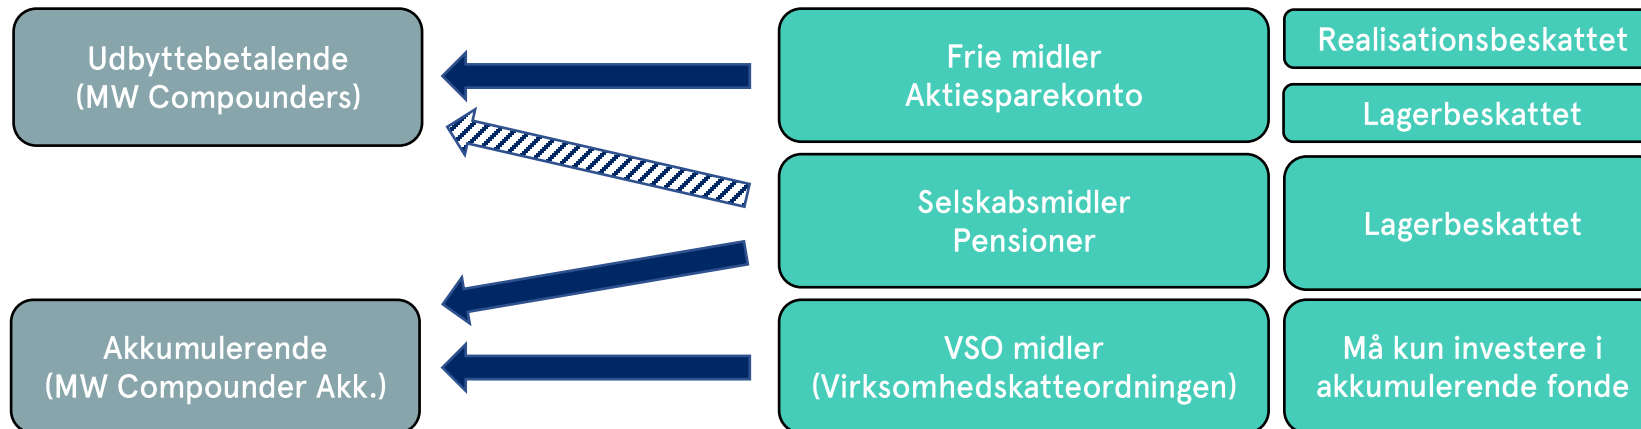 Udbyttebetalende
(MW Compounders)
Frie midler
Aktiesparekonto
Realisationsbeskattet
Lagerbeskattet
Selskabsmidler
Pensioner
Lagerbeskattet
Akkumulerende
(MW Compounder Akk.)
VSO midler
(Virksomhedskatteordningen)
Må kun investere i
akkumulerende fonde